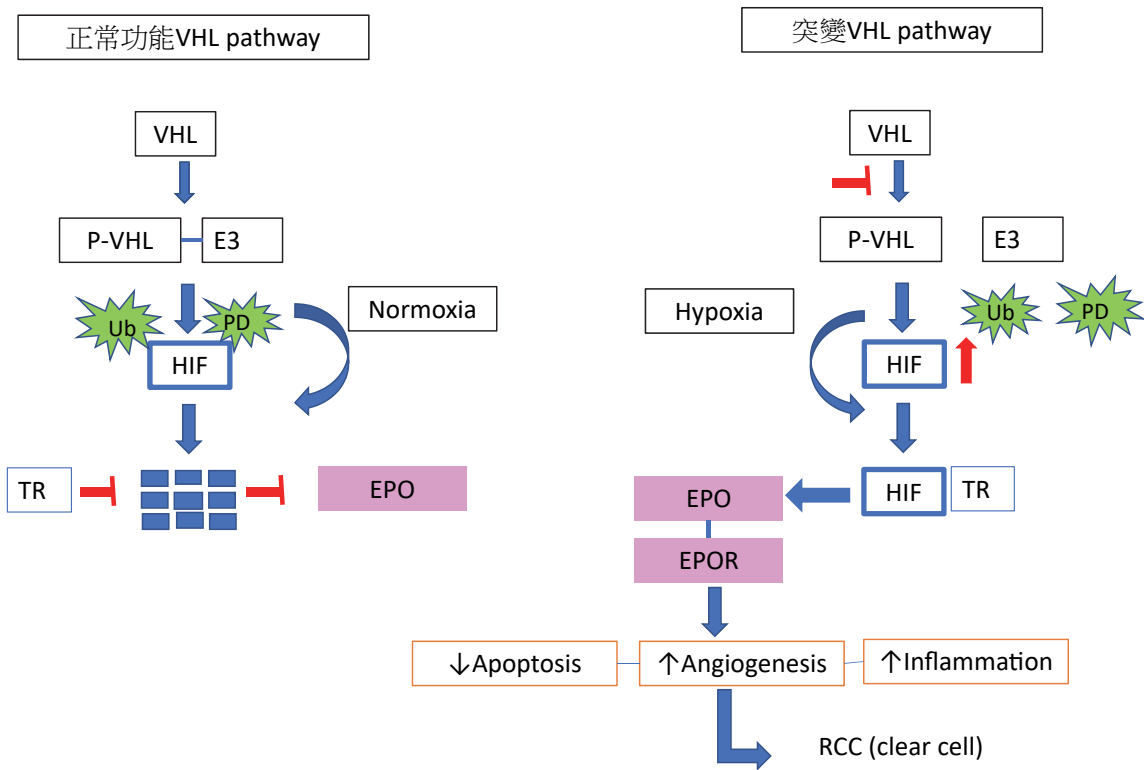 正常功能VHL pathway
VHL
P-VHL
E3
Ub
PD
Normoxia
HIF
TR
EPO
突變VHL pathway
VHL
P-VHL
E3
Hypoxia
Ub
PD
HIF
HIF
TR
EPO
EPOR
↓Apoptosis
↑Angiogenesis
↑Inflammation
RCC (clear cell)